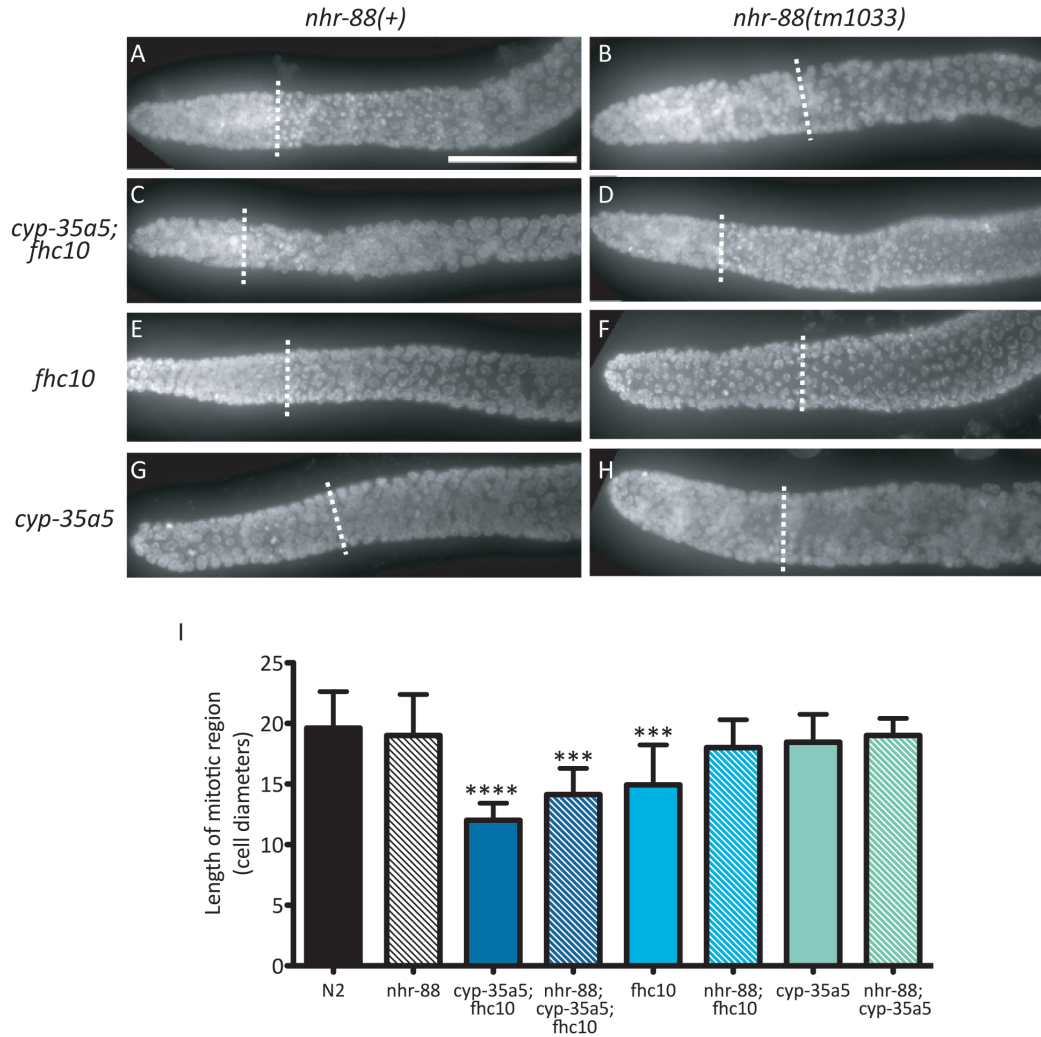 nhr-88(+)
nhr-88(tm1033)
A
B
cyp-35a5;
fhc10
C
D
fhc10
E
F
cyp-35a5
G
H
I
Length of mitotic region
(cell diameters)
25
20
15
10
5
0
****
***
***
N2
nhr-88
cyp-35a5;
fhc10
nhr-88;
cyp-35a5;
fhc10
fhc10
nhr-88;
fhc10
cyp-35a5
nhr-88;
cyp-35a5